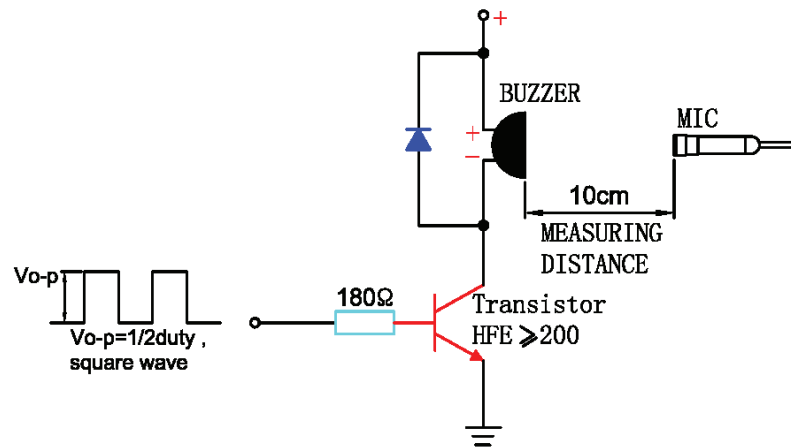 +
BUZZER
+
−
MIC
10cm
MEASURING
DISTANCE
Vo-p
Vo-p=1/2duty ,
square wave
180Ω
Transistor
HFE ⩾200